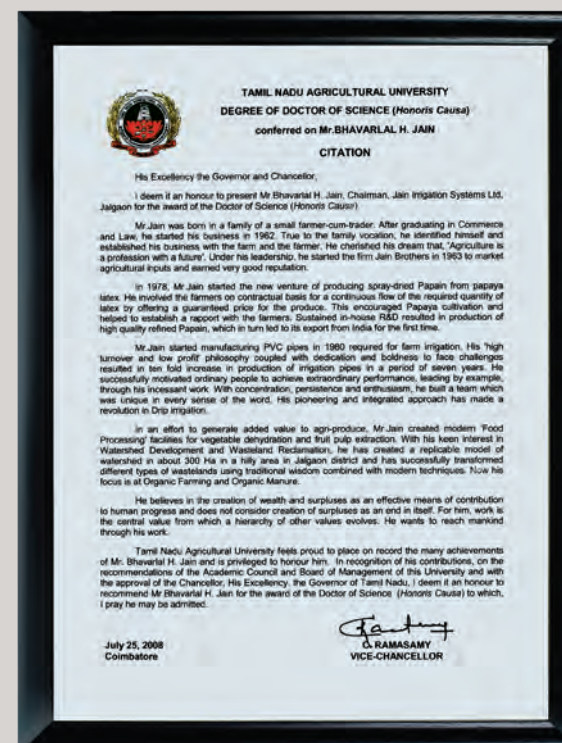 TAMIL NADU AGRICULTURAL UNIVERSITY
DEGREE OF DOCTOR OF SCIENCE (Honoris Causa)
conferred on Mr.BHAVARLAL H. JAIN
CITATION
His Excellency the Governor and Chancellor,
I deem it an honour to present Mr.Bhavarlal H. Jain, Chairman, Jain Irrigation Systems Ltd,
Jalgaon for the award of the Doctor of Science (Honoris Causa).
Mr.Jain was born in a family of a small farmer-cum-trader. After graduating in Commerce
and Law, he started his business in 1962. True to the family vocation, he identified himself and
established his business with the farm and the farmer. He cherished his dream that, 'Agriculture is
a profession with a future'. Under his leadership, he started the firm Jain Brothers in 1963 to market
agricultural inputs and earned very good reputation.
In 1978, Mr.Jain started the new venture of producing spray-dried Papain from papaya
latex. He involved the farmers on contractual basis for a continuous flow of the required quantity of
latex by offering a guaranteed price for the produce. This encouraged Papaya cultivation and
helped to establish a rapport with the farmers. Sustained in-house R&D resulted in production of
high quality refined Papain, which in turn led to its export from India for the first time.
Mr.Jain started manufacturing PVC pipes in 1980 required for farm irrigation. His 'high
turnover and low profit' philosophy coupled with dedication and boldness to face challenges
resulted in ten fold increase in production of irrigation pipes in a period of seven years. He
successfully motivated ordinary people to achieve extraordinary performance, leading by example,
through his incessant work. With concentration, persistence and enthusiasm, he built a team which
was unique in every sense of the word. His pioneering and integrated approach has made a
revolution in Drip irrigation.
In an effort to generate added value to agri-produce, Mr.Jain created modern 'Food
Processing' facilities for vegetable dehydration and fruit pulp extraction. With his keen interest in
Watershed Development and Wasteland Reclamation, he has created a replicable model of
watershed in about 300 Ha in a hilly area in Jalgaon district and has successfully transformed
different types of wastelands using traditional wisdom combined with modern techniques. Now his
focus is at Organic Farming and Organic Manure.
He believes in the creation of wealth and surpluses as an effective means of contribution
to human progress and does not consider creation of surpluses as an end in itself. For him, work is
the central value from which a hierarchy of other values evolves. He wants to reach mankind
through his work.
Tamil Nadu Agricultural University feels proud to place on record the many achievements
of Mr. Bhavarlal H. Jain and is privileged to honour him. In recognition of his contributions, on the
recommendations of the Academic Council and Board of Management of this University and with
the approval of the Chancellor, His Excellency, the Governor of Tamil Nadu, I deem it an honour to
recommend Mr Bhavarlal H. Jain for the award of the Doctor of Science (Honoris Causa) to which,
I pray he may be admitted.
July 25, 2008
Coimbatore
C. RAMASAMY
VICE-CHANCELLOR